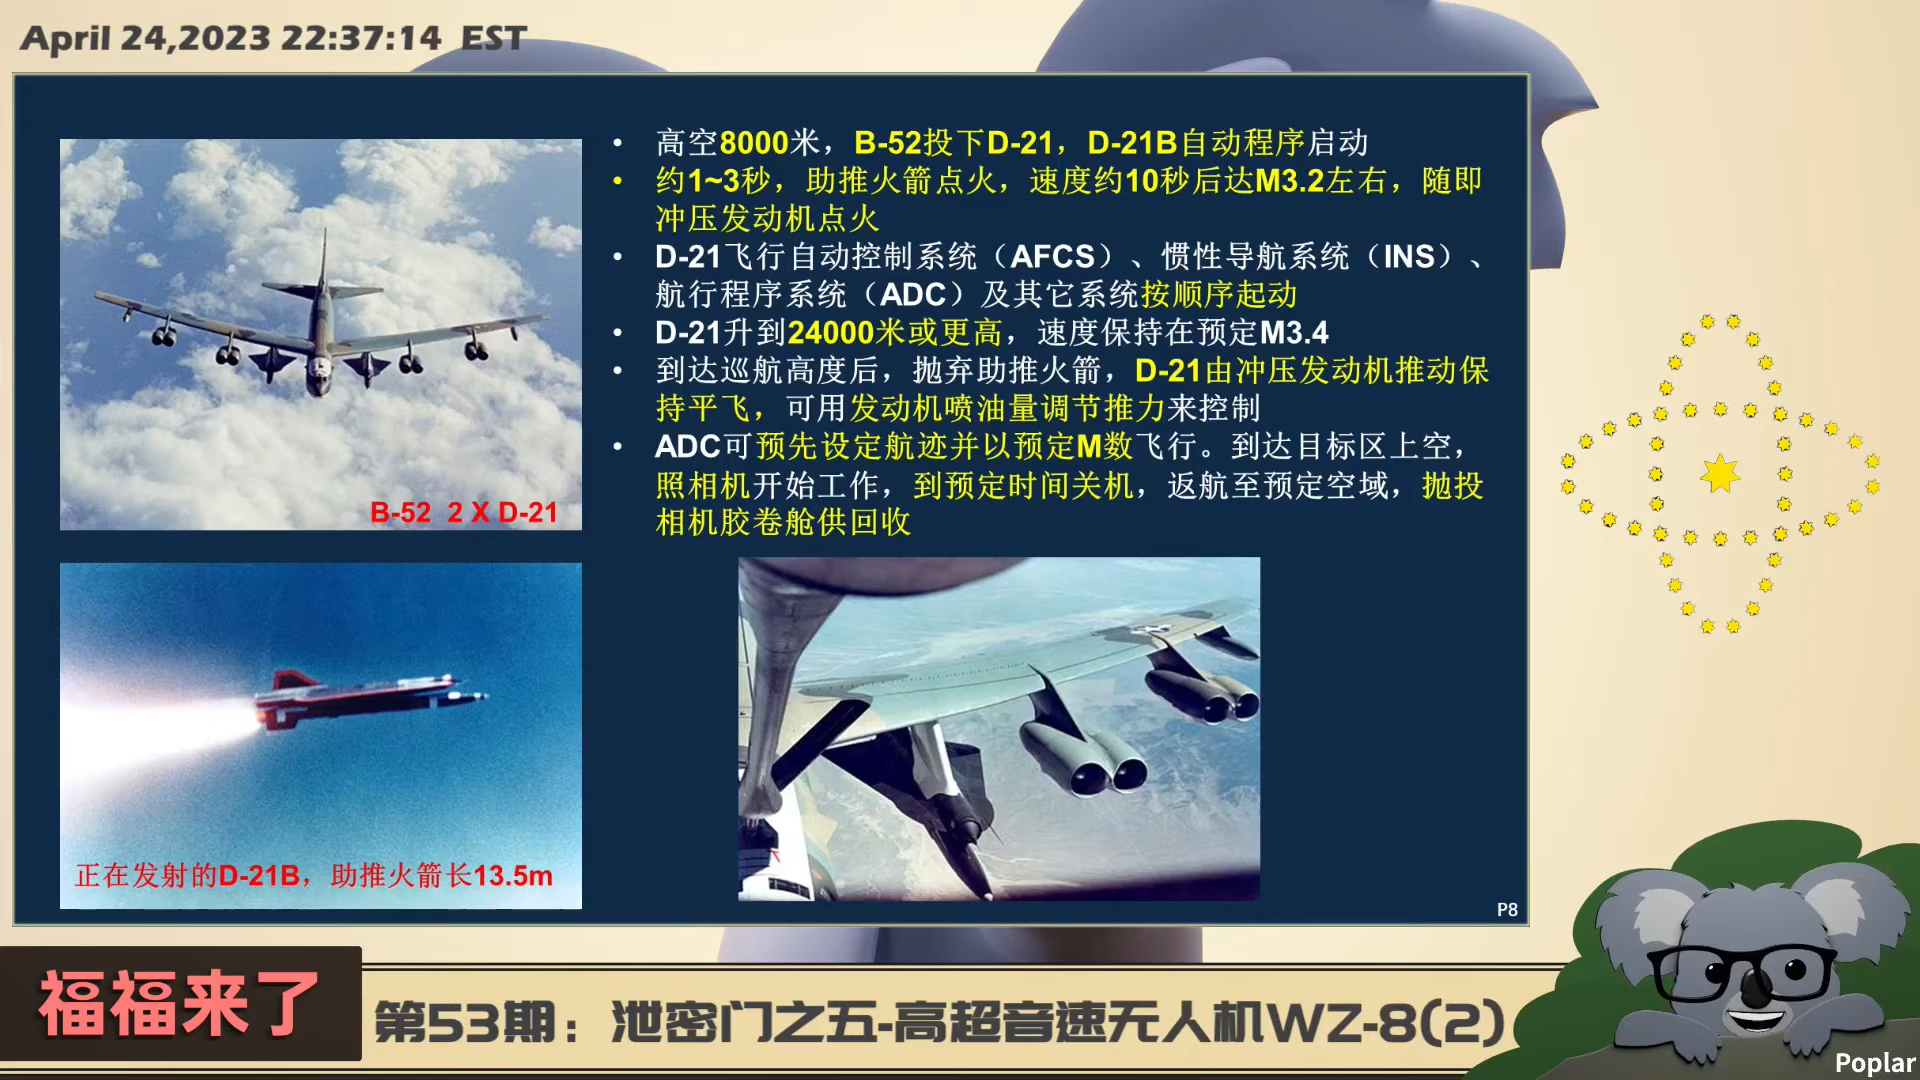 April 24,2023 22:37:14 EST
• 高空8000米，B-52投下D-21，D-21B自动程序启动
• 约1~3秒，助推火箭点火，速度约10秒后达M3.2左右，随即
冲压发动机点火
• D-21飞行自动控制系统（AFCS）、惯性导航系统（INS）、
航行程序系统（ADC）及其它系统按顺序起动
• D-21升到24000米或更高，速度保持在预定M3.4
• 到达巡航高度后，抛弃助推火箭，D-21由冲压发动机推动保
持平飞，可用发动机喷油量调节推力来控制
• ADC可预先设定航迹并以预定M数飞行。到达目标区上空，
照相机开始工作，到预定时间关机，返航至预定空域，抛投
相机胶卷舱供回收
B-52 2 X D-21
正在发射的D-21B，助推火箭长13.5m
P8
福福来了
第53期：泄密门之五-高超音速无人机WZ-8(2)
Poplar